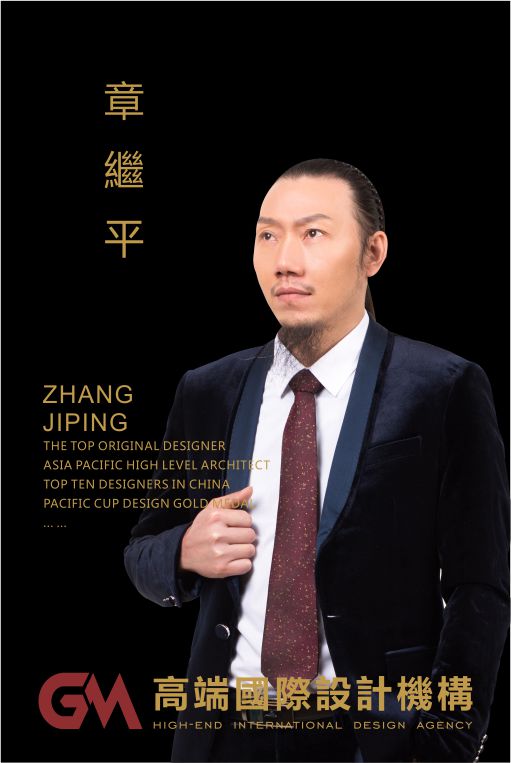 章繼平
ZHANG
JIPING
THE TOP ORIGINAL DESIGNER
ASIA PACIFIC HIGH LEVEL ARCHITECT
TOP TEN DESIGNERS IN CHINA
PACIFIC CUP DESIGN GOLD MEDAL
... ...
GM 高端國際設計機構
HIGH-END INTERNATIONAL DESIGN AGENCY